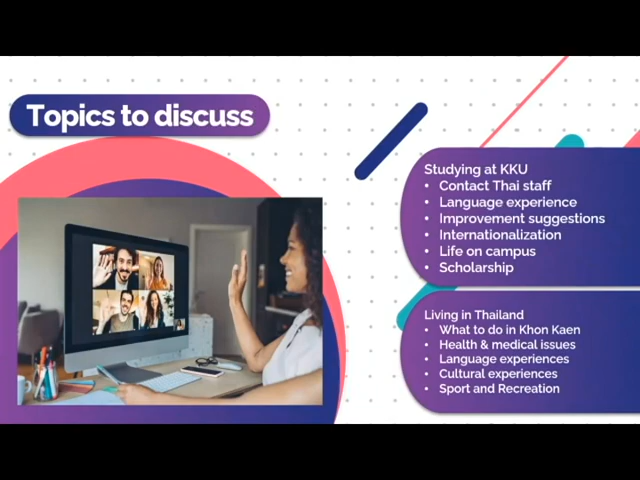 Topics to discuss
Studying at KKU
• Contact Thai staff
• Language experience
• Improvement suggestions
• Internationalization
• Life on campus
• Scholarship
Living in Thailand
• What to do in Khon Kaen
• Health & medical issues
• Language experiences
• Cultural experiences
• Sport and Recreation